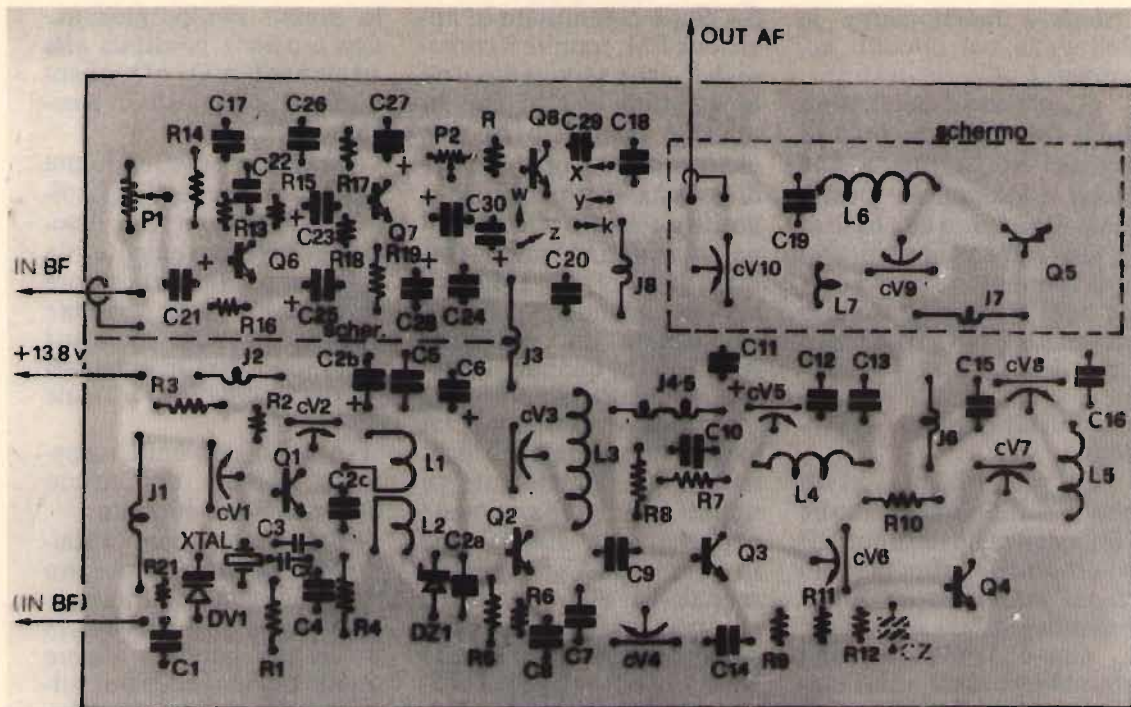 OUT AF
C17 C26 C27 R Q8 C29 C18
R14 P2 schermo
C22 R15 R17 X
P1 R13 + + w y L6
C23 Q7 C30 z k C19
IN BF + Q6 R18 R19 + + C20 J8 cV10 L7 cV9 Q5
C21 R16 + C25 C28 C24 J7
scher.
+13.8 v J2 C2b C5 C6 J3 C11 C12 C13 C15 cV8
R3 R2 cV2 + + cV3 J4-5 + cV5 J6 C16
Q1 L1 L3 C10 cV7
J1 cV1 C2c R8 R7 L4 R10 L5
XTAL C3 L2 Q2
R21 C2a C9 Q3 cV6 Q4
(IN BF) DV1 C4 R4 DZ1 R6 R11
C1 R1 C8 C7 cV4 C14 R9 R12 CZ